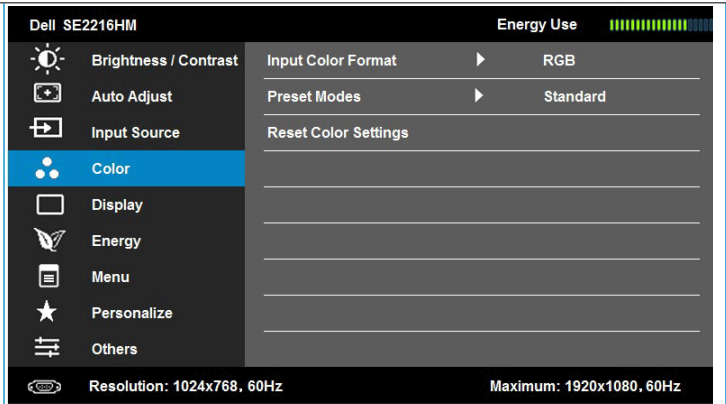 Dell SE2216HM Energy Use
Brightness / Contrast Input Color Format RGB
Auto Adjust Preset Modes Standard
Input Source Reset Color Settings
Color
Display
Energy
Menu
Personalize
Others
Resolution: 1024x768, 60Hz Maximum: 1920x1080, 60Hz